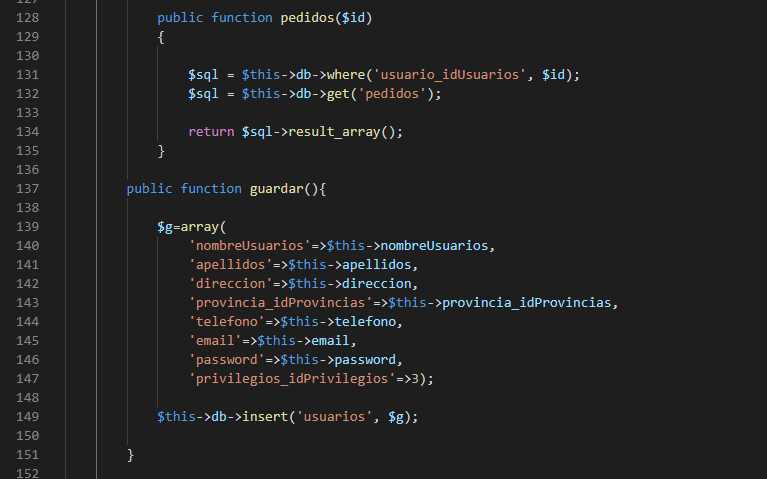 127
128 public function pedidos($id)
129 {
130
131 $sql = $this->db->where('usuario_idUsuarios', $id);
132 $sql = $this->db->get('pedidos');
133
134 return $sql->result_array();
135 }
136
137 public function guardar(){
138
139 $g=array(
140 'nombreUsuarios'=>$this->nombreUsuarios,
141 'apellidos'=>$this->apellidos,
142 'direccion'=>$this->direccion,
143 'provincia_idProvincias'=>$this->provincia_idProvincias,
144 'telefono'=>$this->telefono,
145 'email'=>$this->email,
146 'password'=>$this->password,
147 'privilegios_idPrivilegios'=>3);
148
149 $this->db->insert('usuarios', $g);
150
151 }
152